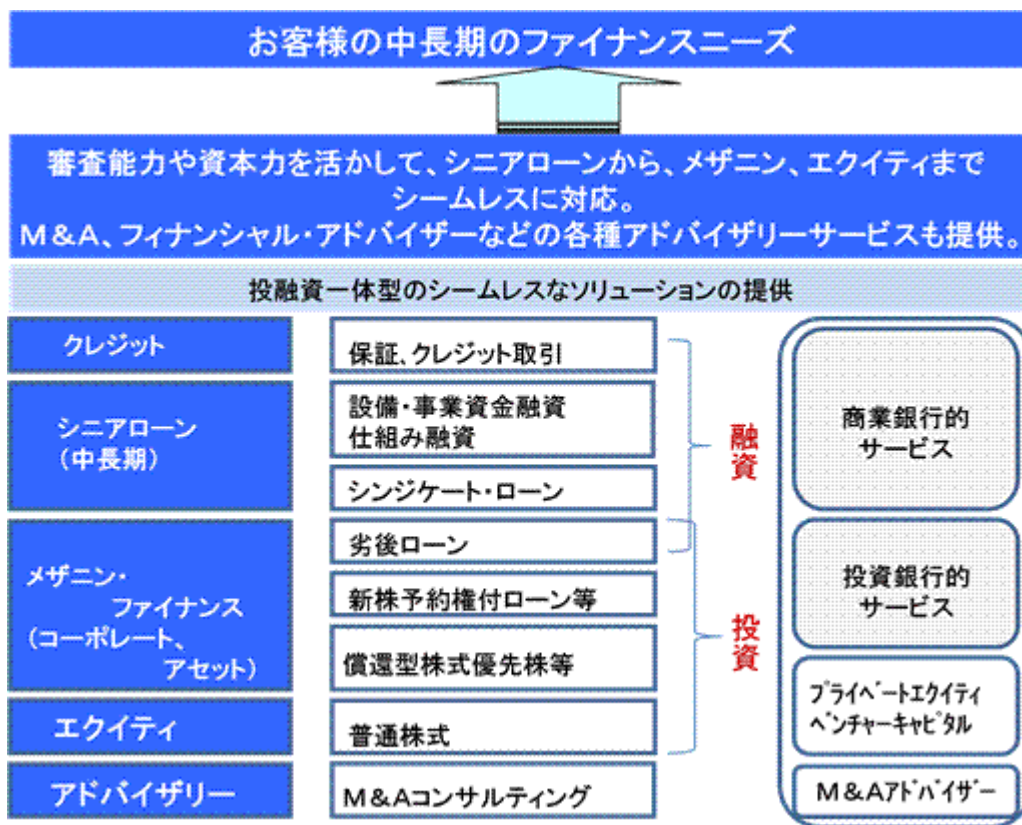 お客様の中長期のファイナンスニーズ
審査能力や資本力を活かして、シニアローンから、メザニン、エクイティまで
シームレスに対応。
M&A、フィナンシャル・アドバイザーなどの各種アドバイザリーサービスも提供。
投融資一体型のシームレスなソリューションの提供
クレジット
保証、クレジット取引
シニアローン
(中長期)
設備・事業資金融資
仕組み融資
シンジケート・ローン
メザニン・
ファイナンス
(コーポレート、
アセット)
劣後ローン
新株予約権付ローン等
償還型株式優先株等
エクイティ
普通株式
アドバイザリー
M&Aコンサルティング
融資
投資
商業銀行的
サービス
投資銀行的
サービス
プライベートエクイティ
ベンチャーキャピタル
M&Aアドバイザー